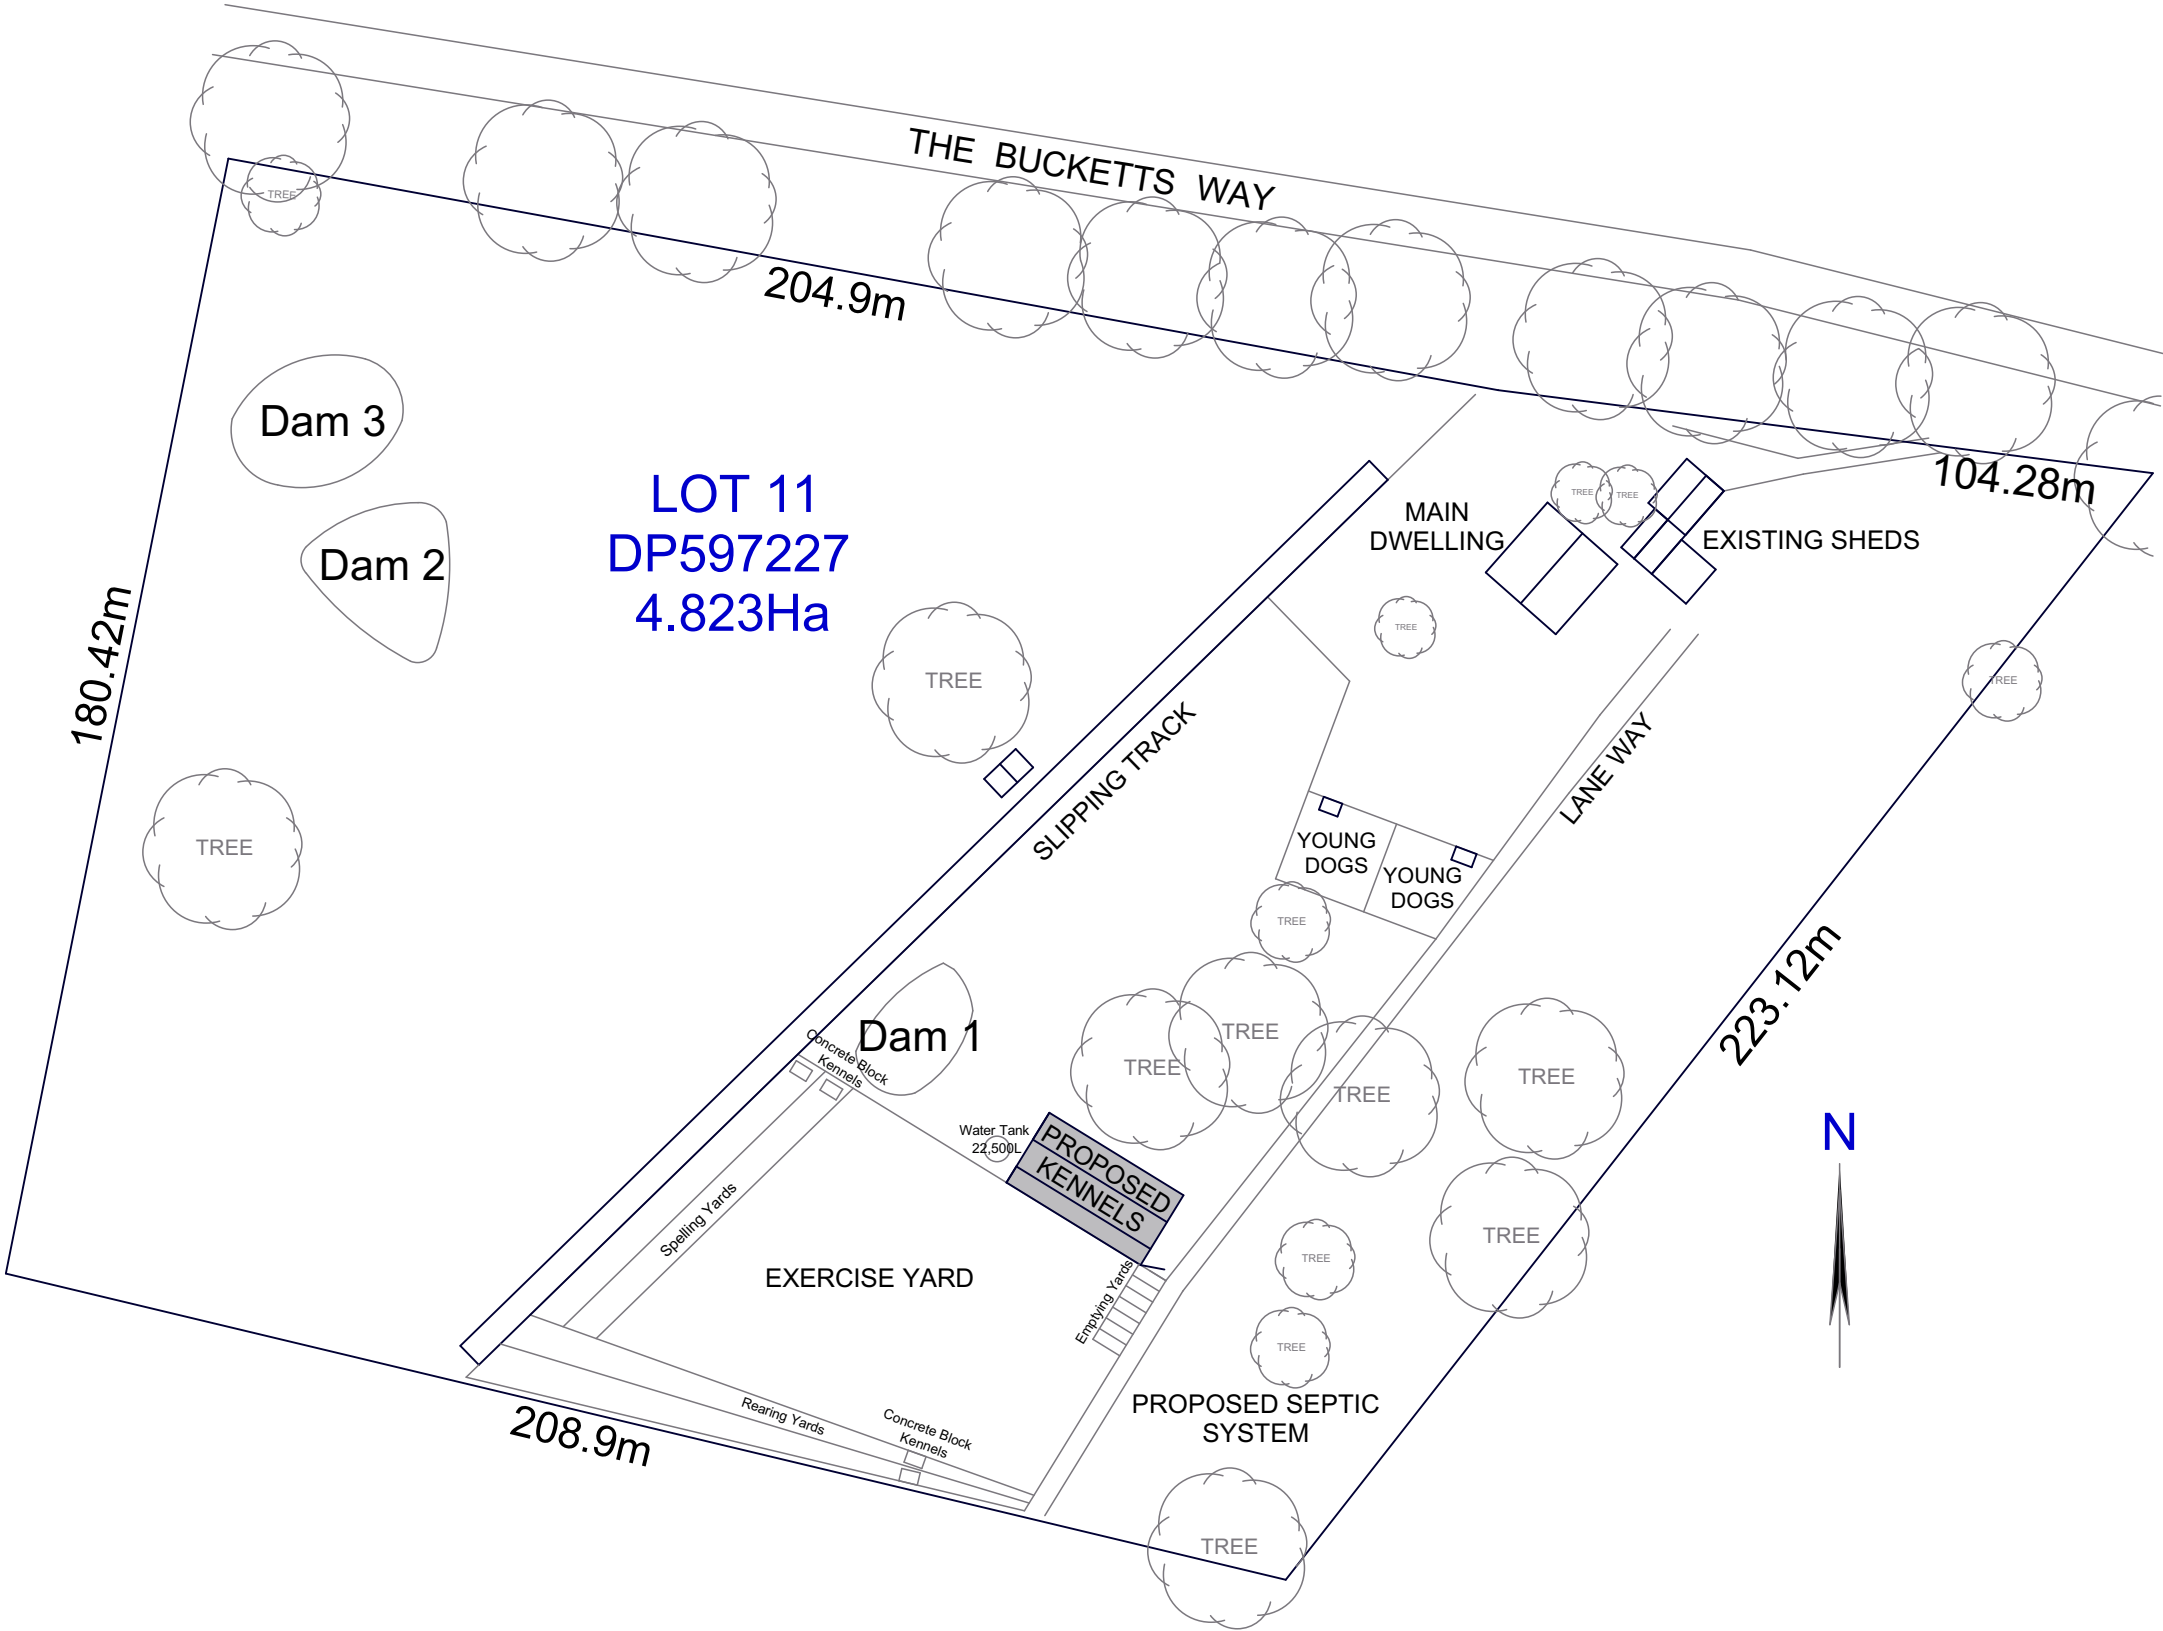 THE BUCKETTS WAY
TREE
204.9m
Dam 3
104.28m
LOT 11
DP597227
4.823Ha
TREE
TREE
MAIN
DWELLING
EXISTING SHEDS
Dam 2
180.42m
TREE
TREE
TREE
SLIPPING TRACK
LANE WAY
TREE
YOUNG
DOGS
YOUNG
DOGS
TREE
223.12m
Dam 1
Concrete Block
Kennels
TREE
TREE
TREE
TREE
N
Water Tank
22,500L
PROPOSED
KENNELS
Spelling Yards
EXERCISE YARD
Emptying Yards
TREE
TREE
TREE
PROPOSED SEPTIC
SYSTEM
Rearing Yards
Concrete Block
Kennels
208.9m
TREE